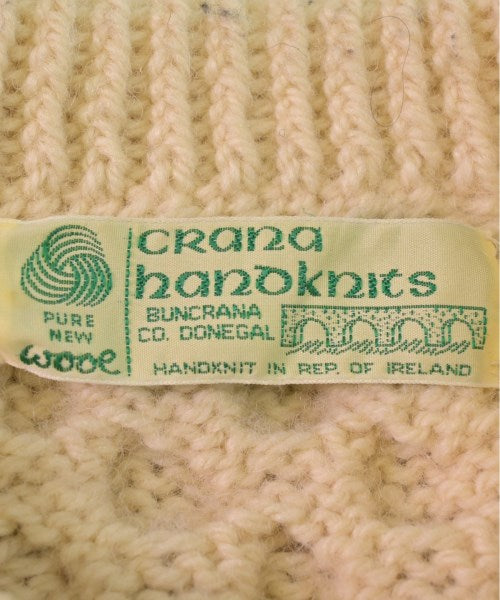 PURE
NEW
wool
CRANA
handknits
BUNCRANA
CO. DONEGAL
HANDKNIT IN REP. OF IRELAND